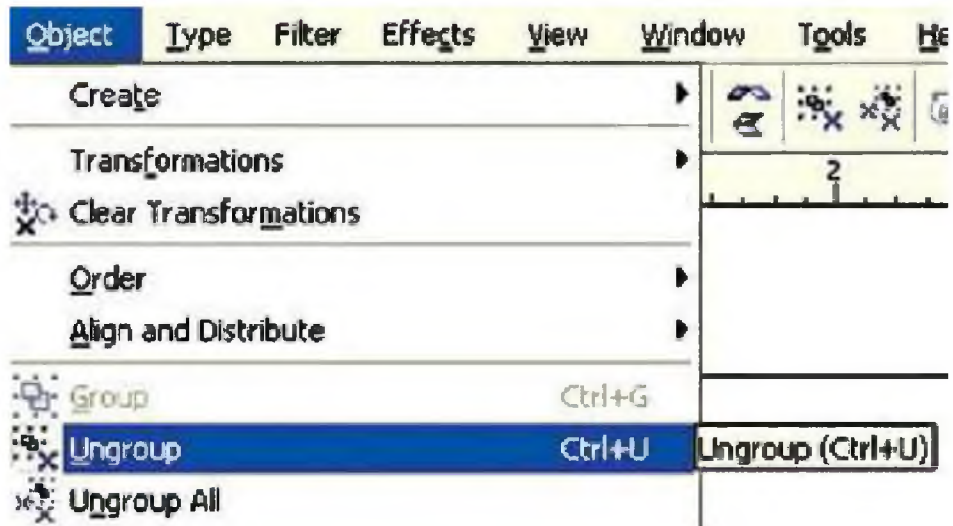 Object Type Filter Effects View Window Tools He
Create
Transformations
2
Clear Transformations
Order
Align and Distribute
Group Ctrl+G
Ungroup Ctrl+U Ungroup (Ctrl+U)
Ungroup All